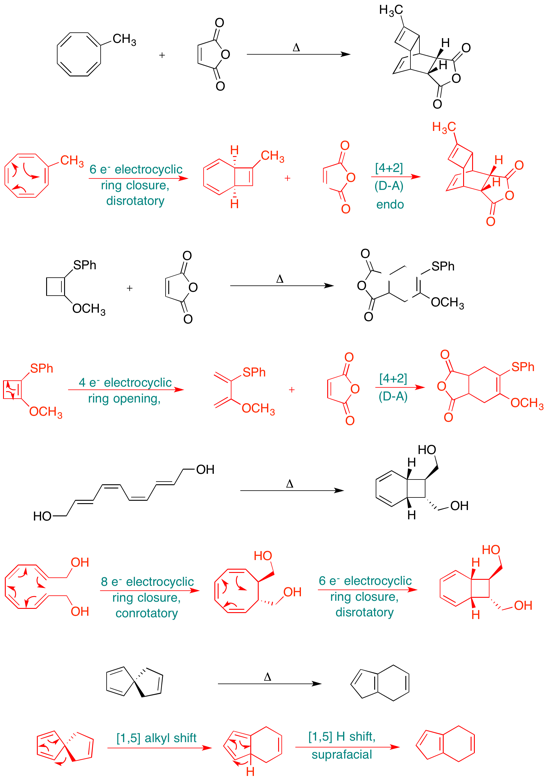 CH₃ + O O O Δ H₃C H H O O O
CH₃ 6 e⁻ electrocyclic ring closure, disrotatory H H CH₃ + O O O [4+2] (D-A) endo H₃C H H O O O
SPh OCH₃ + O O O Δ O O O SPh OCH₃
SPh OCH₃ 4 e⁻ electrocyclic ring opening, SPh OCH₃ + O O O [4+2] (D-A) O O O SPh OCH₃
HO OH Δ H H HO OH
OH OH 8 e⁻ electrocyclic ring closure, conrotatory HO OH 6 e⁻ electrocyclic ring closure, disrotatory H H HO OH
Δ
[1,5] alkyl shift H [1,5] H shift, suprafacial